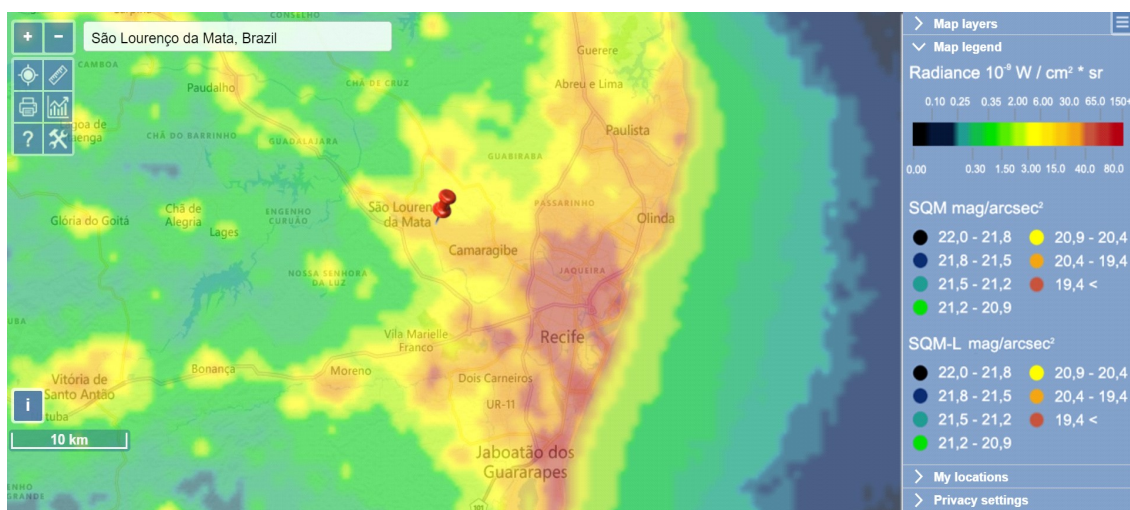 +
−
São Lourenço da Mata, Brazil
CONSELHO
CAMBOA
Paudalho
CHÃ DE CRUZ
Guerere
Abreu e Lima
CHÃ DO BARRINHO
GUADALAJARA
Paulista
GUABIRABA
Glória do Goitá
Chã de
Alegria
Lages
ENGENHO
CURUÃO
São Louren
da Mata
PASSARINHO
Olinda
Camaragibe
NOSSA SENHORA
DA LUZ
JAQUEIRA
Vila Marielle
Franco
Recife
Vitória de
Santo Antão
Bonança
Moreno
Dois Carneiros
UR-11
?
i
tuba
10 km
Jaboatão dos
Guararapes
GRANDE
101
Map layers
Map legend
Radiance 10⁻⁹ W / cm² * sr
0.10 0.25 0.35 2.00 6.00 30.0 65.0 150+
0.00 0.30 1.50 3.00 15.0 40.0 80.0
SQM mag/arcsec²
22,0 - 21,8 20,9 - 20,4
21,8 - 21,5 20,4 - 19,4
21,5 - 21,2 19,4 <
21,2 - 20,9
SQM-L mag/arcsec²
22,0 - 21,8 20,9 - 20,4
21,8 - 21,5 20,4 - 19,4
21,5 - 21,2 19,4 <
21,2 - 20,9
My locations
Privacy settings